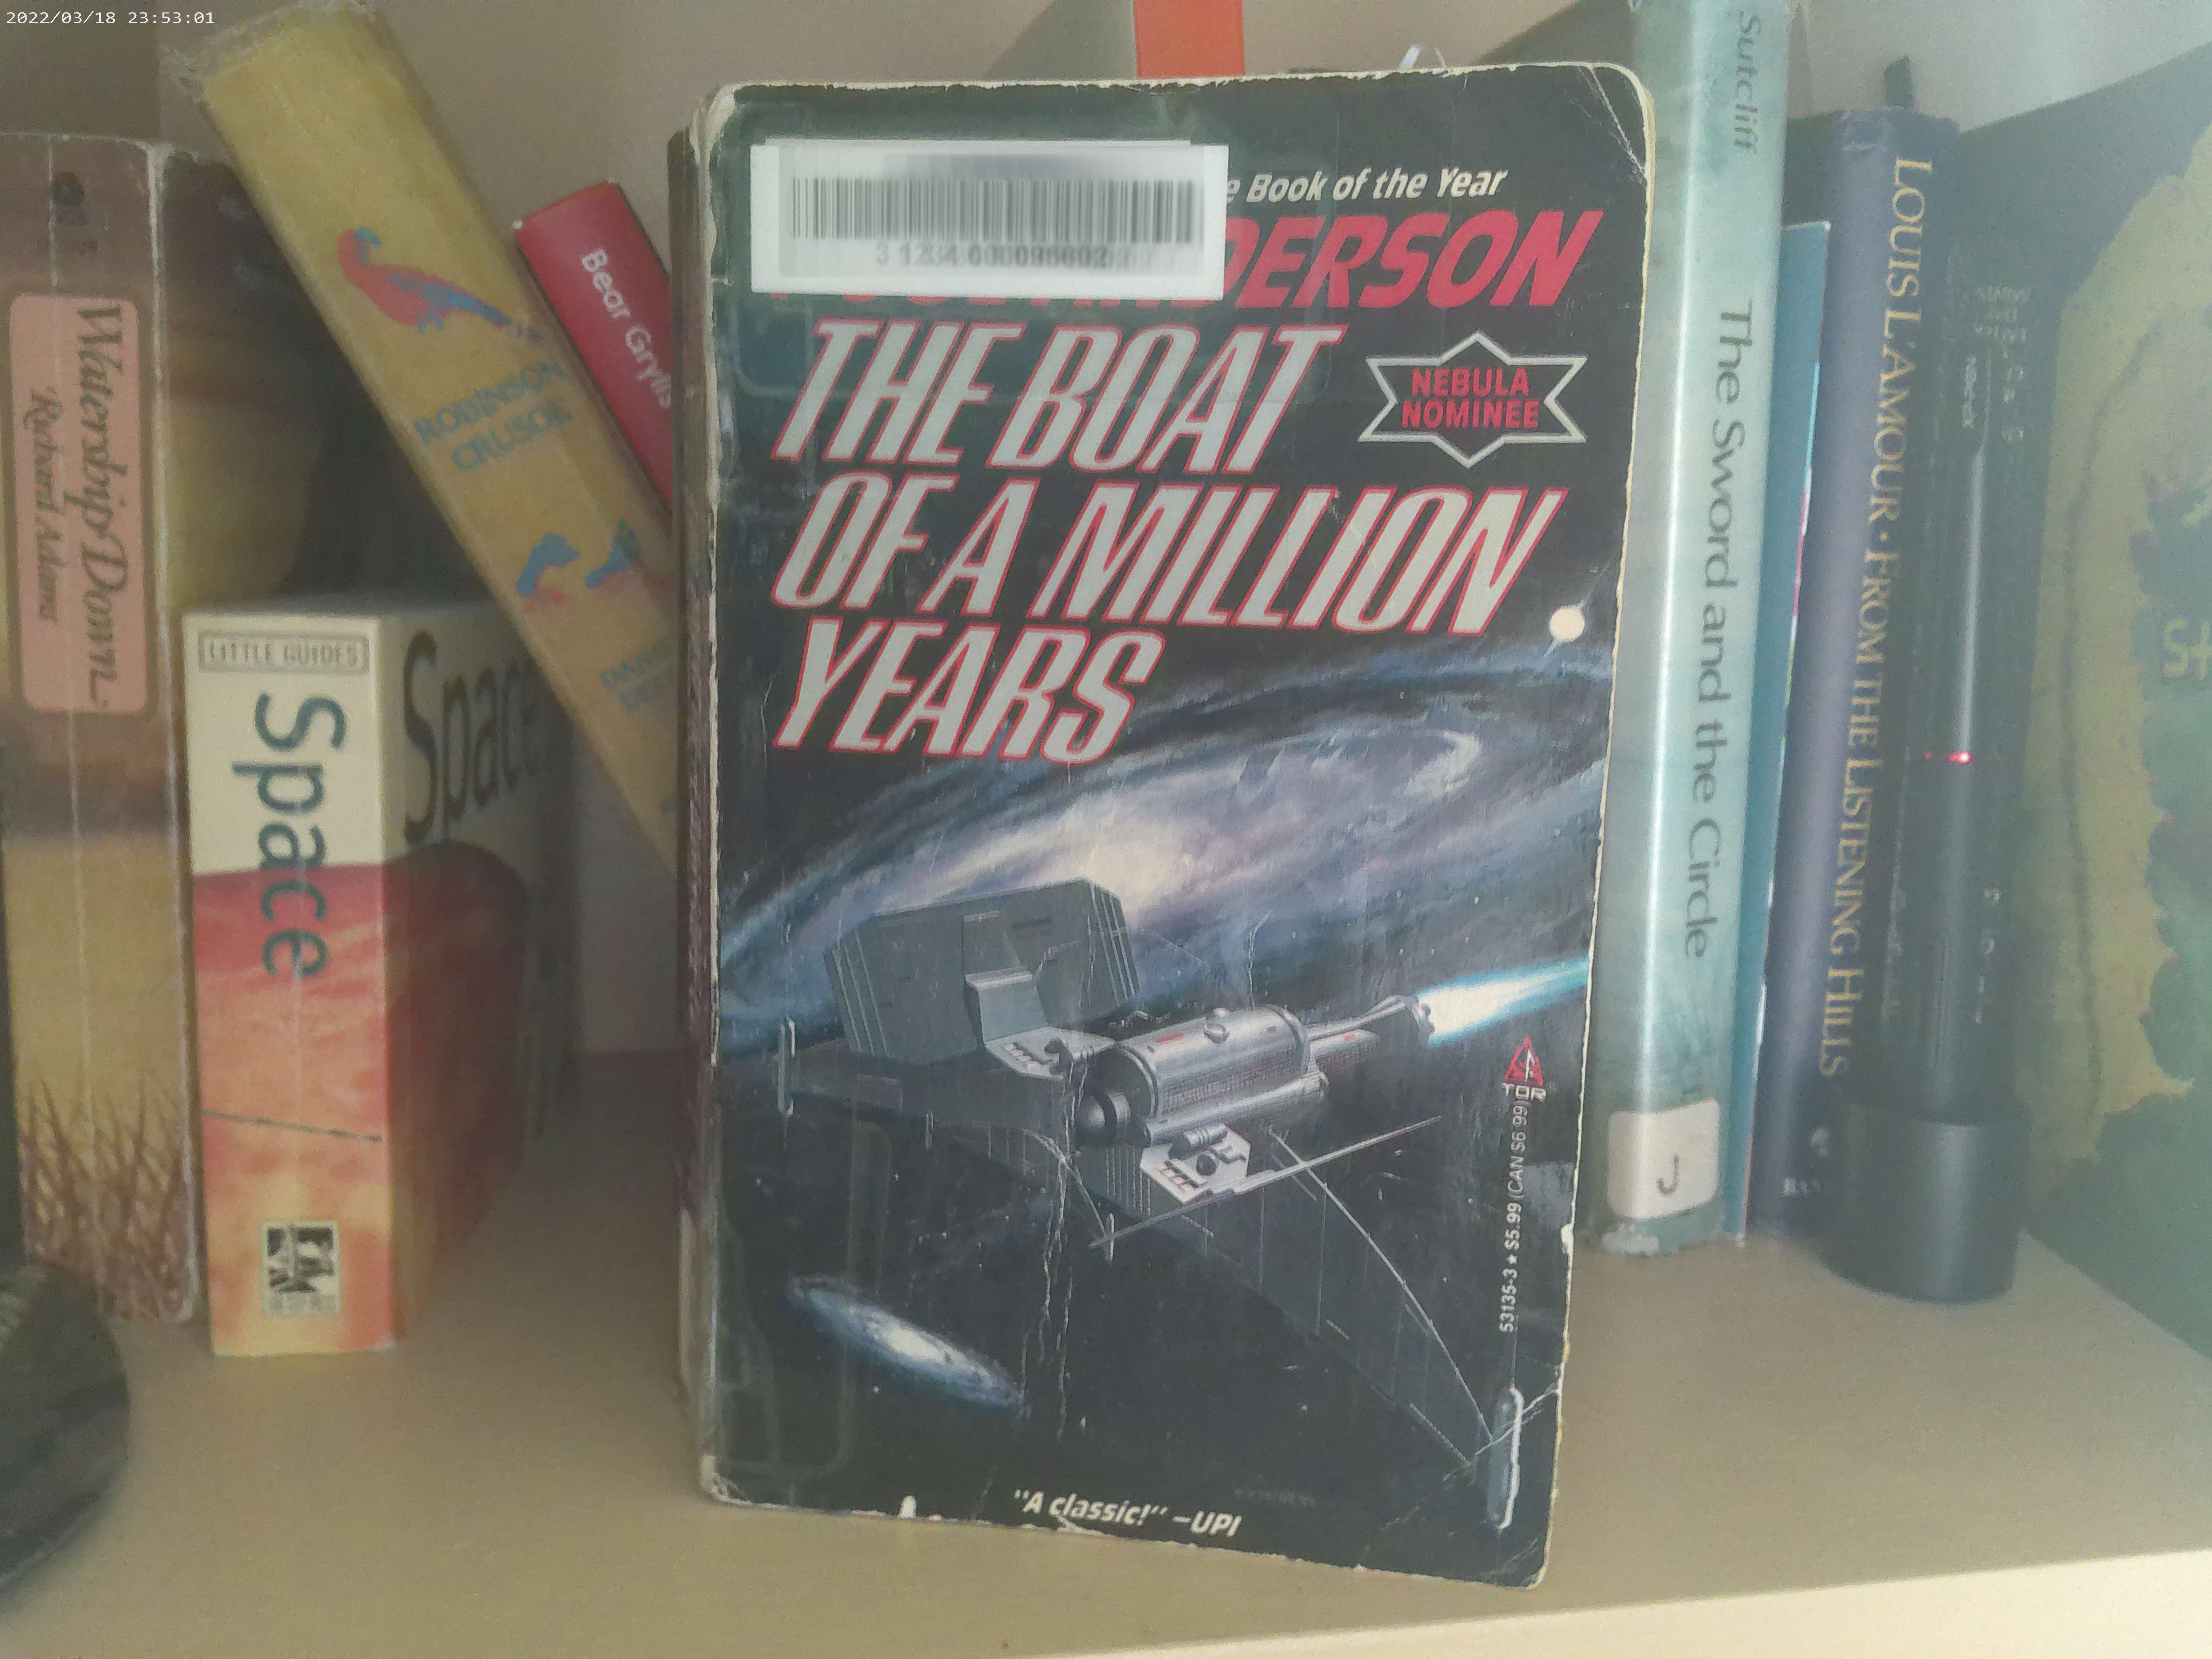 2022/03/18 23:53:01
Watership Down
Richard Adams
LITTLE GUIDES
Space
Space
ROBINSON
CRUSOE
Bear Grylls
Book of the Year
DERSON
THE BOAT
OF A MILLION
YEARS
NEBULA
NOMINEE
TOR
53135-3 ★ $5.99 (CAN $6.99)
"A classic!" —UPI
Sutcliff
The Sword and the Circle
J
LOUIS L'AMOUR • FROM THE LISTENING HILLS